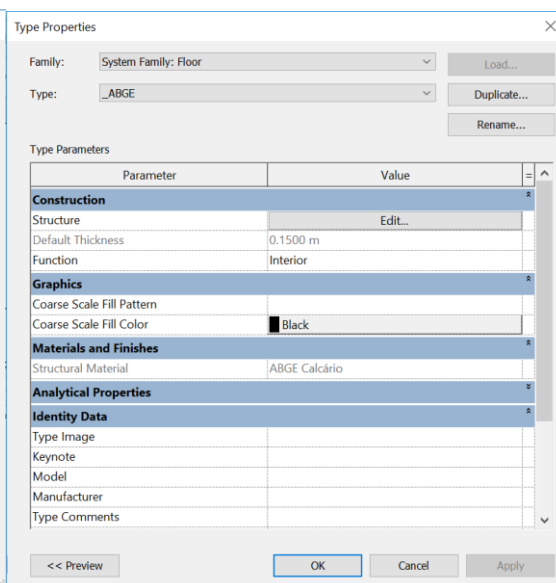 Type Properties
Family: System Family: Floor Load...
Type: _ABGE Duplicate...
Rename...
Type Parameters
Parameter Value =
Construction
Structure Edit...
Default Thickness 0.1500 m
Function Interior
Graphics
Coarse Scale Fill Pattern
Coarse Scale Fill Color Black
Materials and Finishes
Structural Material ABGE Calcário
Analytical Properties
Identity Data
Type Image
Keynote
Model
Manufacturer
Type Comments
<< Preview OK Cancel Apply